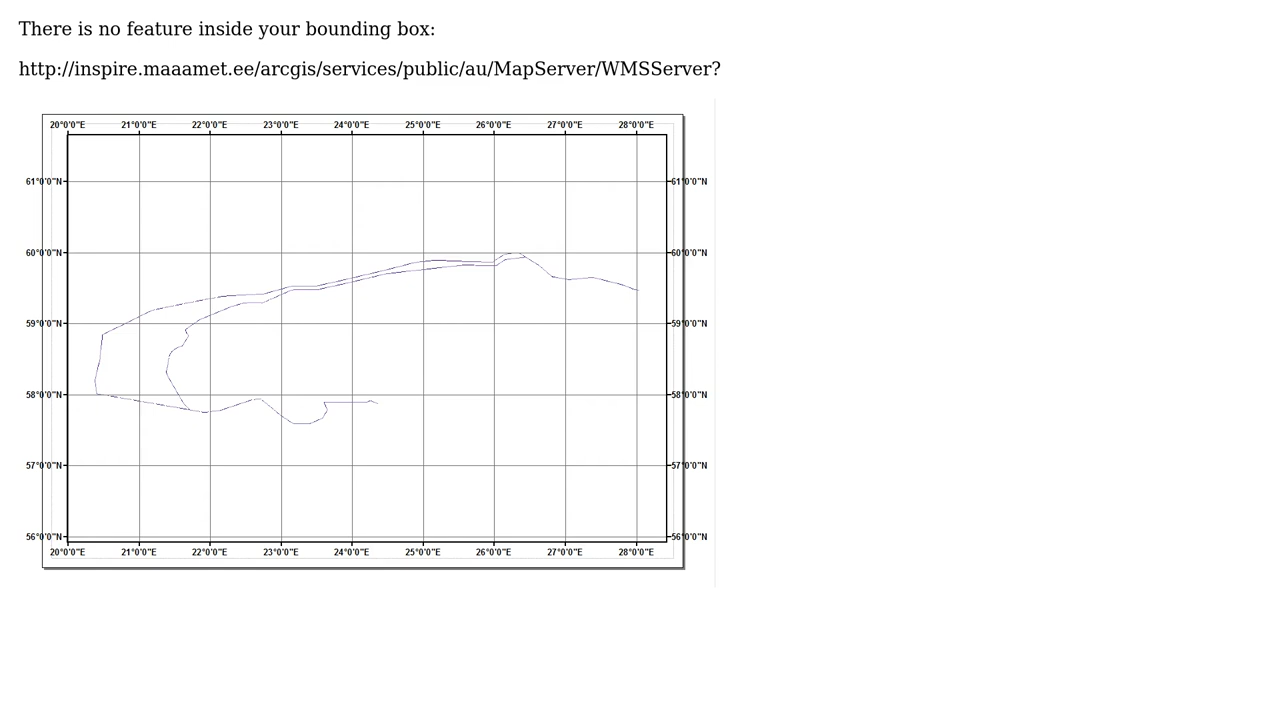 There is no feature inside your bounding box:
http://inspire.maaamet.ee/arcgis/services/public/au/MapServer/WMSServer?
20°0'0"E 21°0'0"E 22°0'0"E 23°0'0"E 24°0'0"E 25°0'0"E 26°0'0"E 27°0'0"E 28°0'0"E
61°0'0"N 61°0'0"N
60°0'0"N 60°0'0"N
59°0'0"N 59°0'0"N
58°0'0"N 58°0'0"N
57°0'0"N 57°0'0"N
56°0'0"N 56°0'0"N
20°0'0"E 21°0'0"E 22°0'0"E 23°0'0"E 24°0'0"E 25°0'0"E 26°0'0"E 27°0'0"E 28°0'0"E